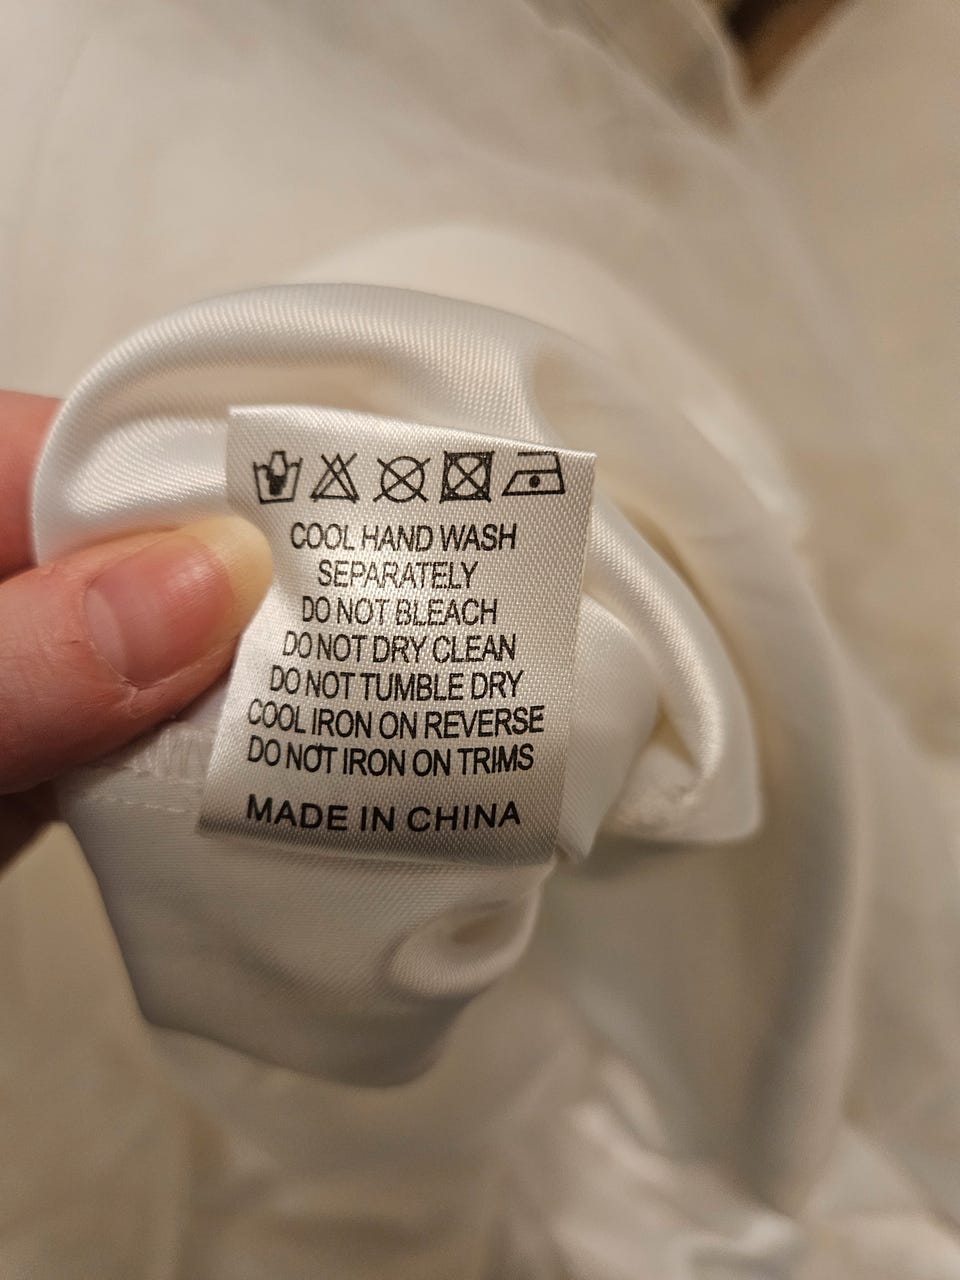 COOL HAND WASH
SEPARATELY
DO NOT BLEACH
DO NOT DRY CLEAN
DO NOT TUMBLE DRY
COOL IRON ON REVERSE
DO NOT IRON ON TRIMS
MADE IN CHINA